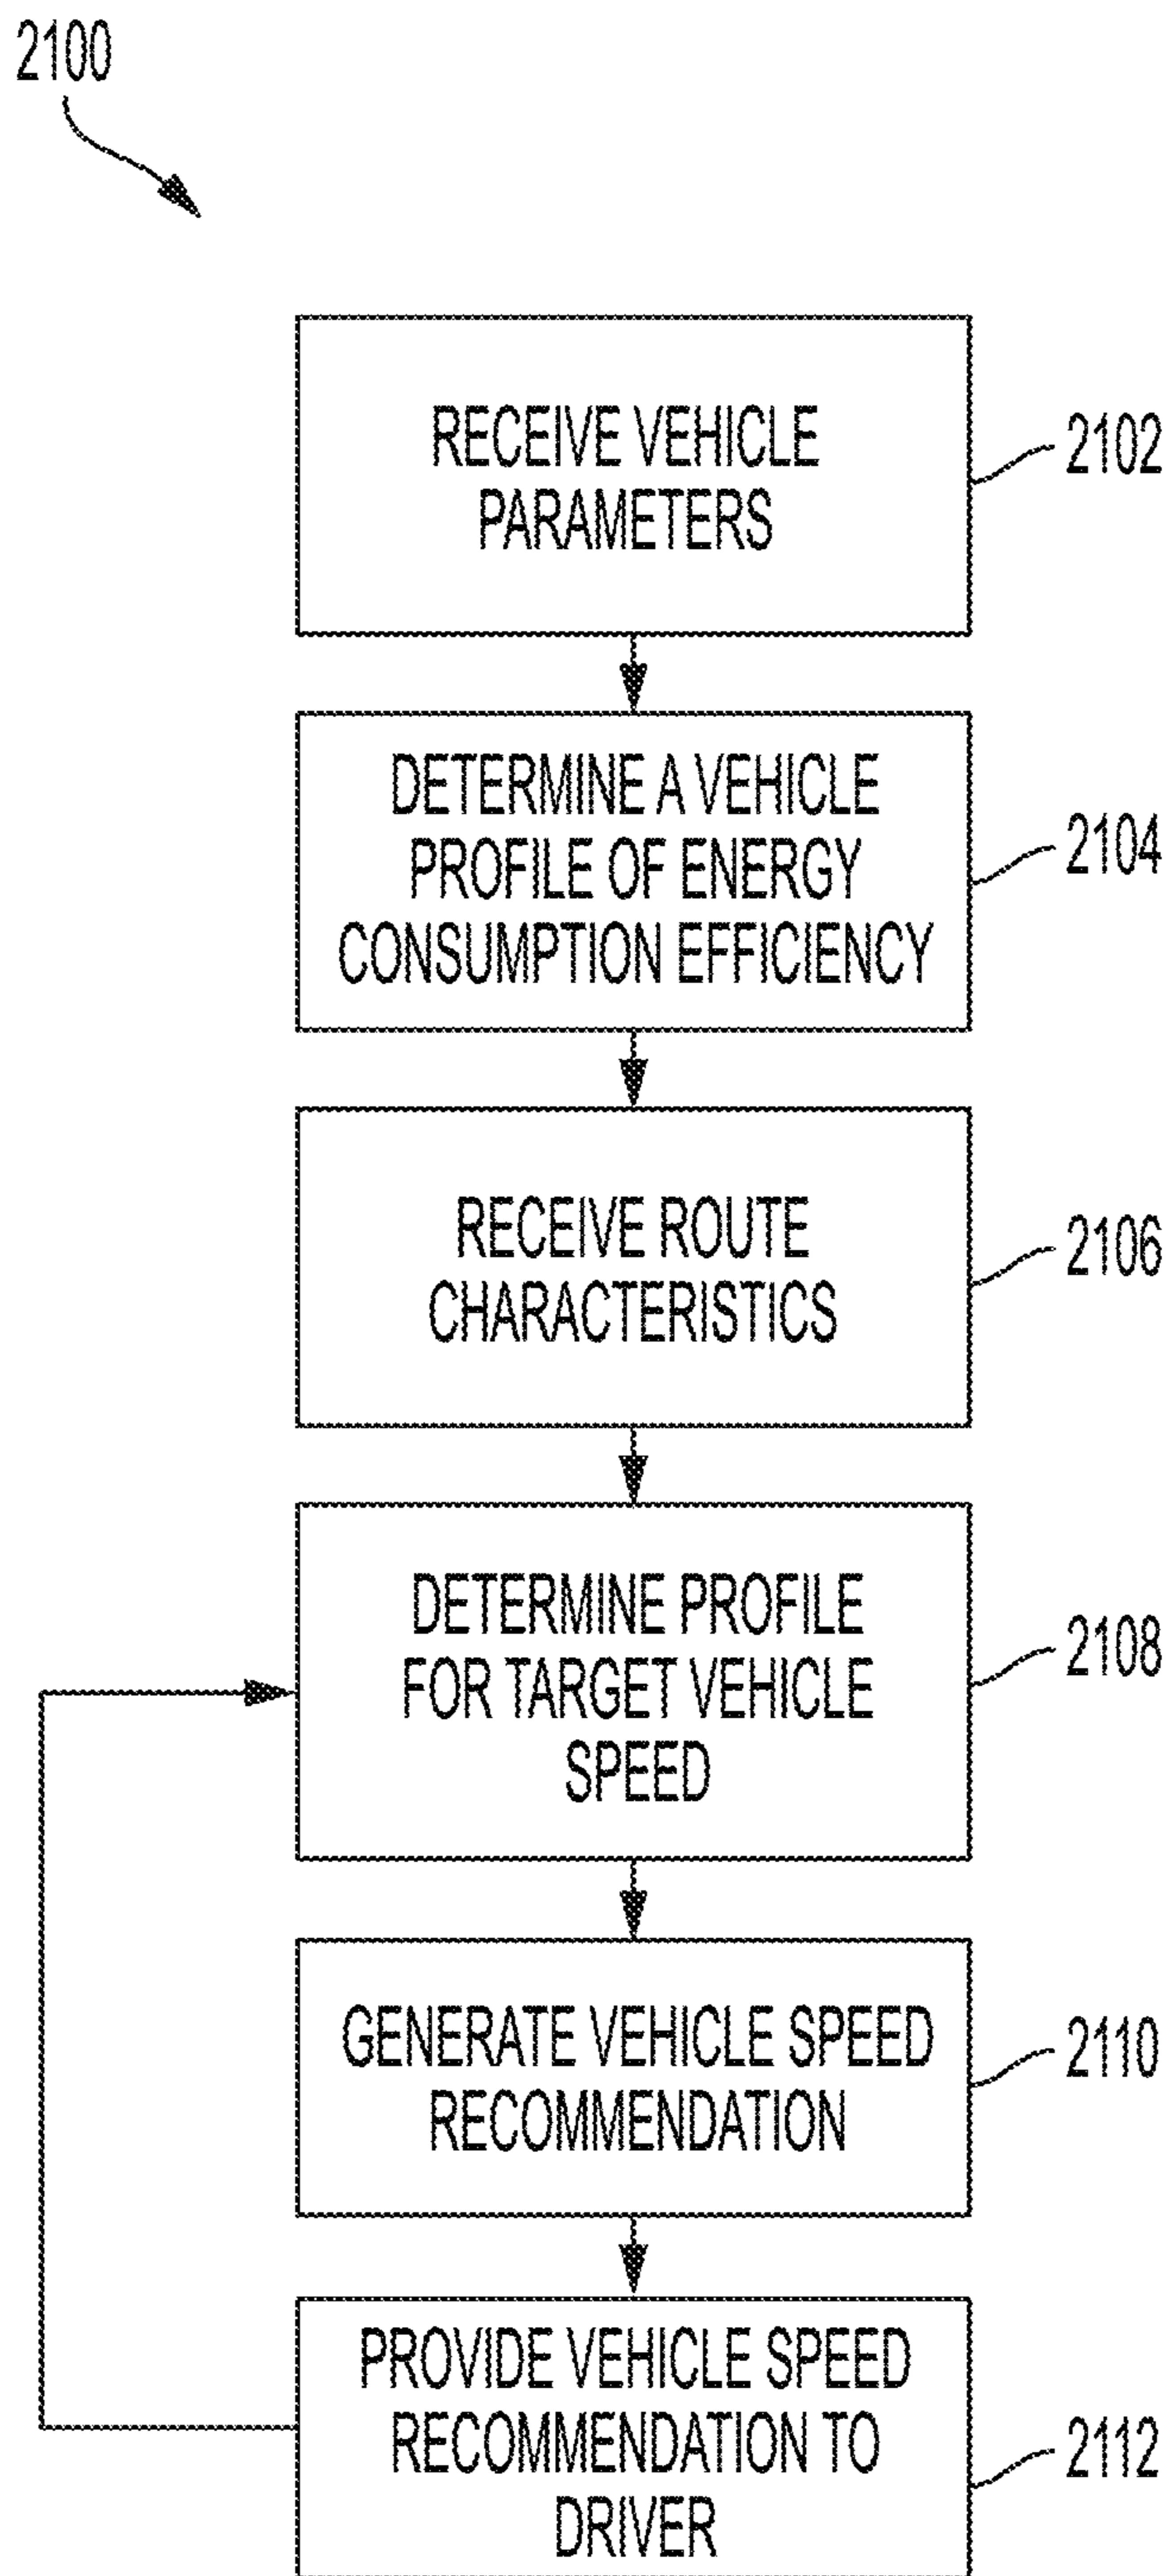 2100
RECEIVE VEHICLE
PARAMETERS
2102
DETERMINE A VEHICLE
PROFILE OF ENERGY
CONSUMPTION EFFICIENCY
2104
RECEIVE ROUTE
CHARACTERISTICS
2106
DETERMINE PROFILE
FOR TARGET VEHICLE
SPEED
2108
GENERATE VEHICLE SPEED
RECOMMENDATION
2110
PROVIDE VEHICLE SPEED
RECOMMENDATION TO
DRIVER
2112